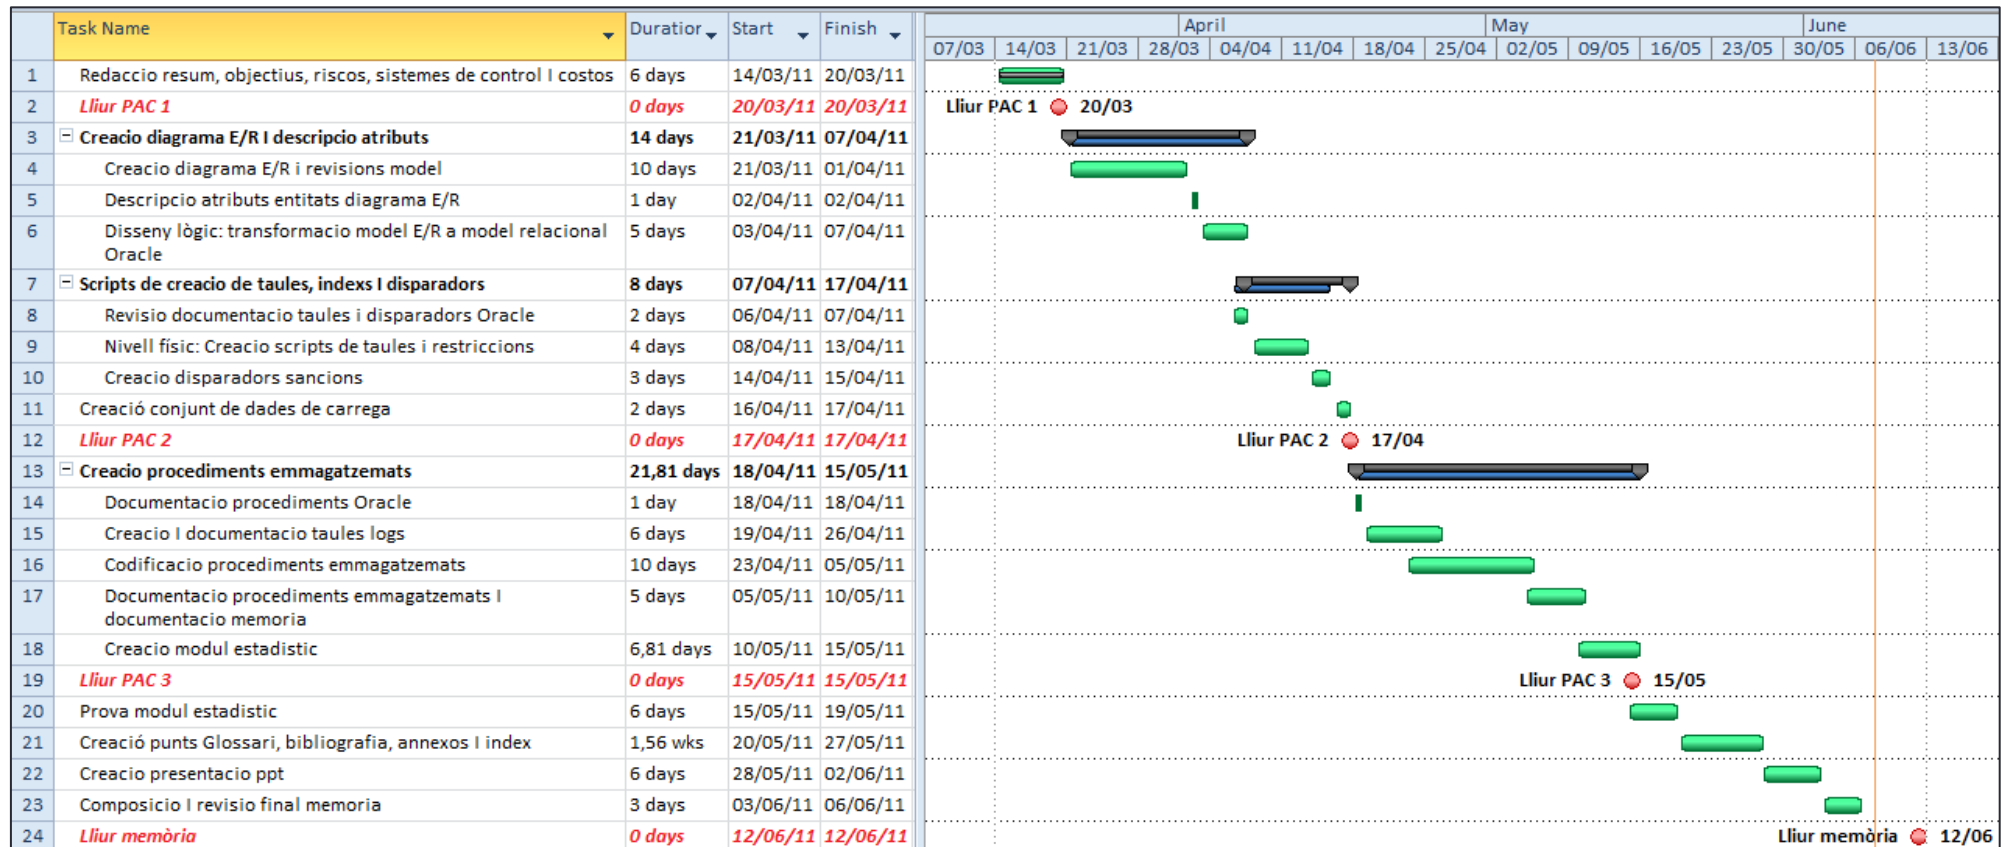 Task Name Duratior Start Finish
April May June
07/03 14/03 21/03 28/03 04/04 11/04 18/04 25/04 02/05 09/05 16/05 23/05 30/05 06/06 13/06
1 Redaccio resum, objectius, riscos, sistemes de control I costos 6 days 14/03/11 20/03/11
2 Lliur PAC 1 0 days 20/03/11 20/03/11 Lliur PAC 1 20/03
3 Creacio diagrama E/R I descripcio atributs 14 days 21/03/11 07/04/11
4 Creacio diagrama E/R i revisions model 10 days 21/03/11 01/04/11
5 Descripcio atributs entitats diagrama E/R 1 day 02/04/11 02/04/11
6 Disseny lògic: transformacio model E/R a model relacional 5 days 03/04/11 07/04/11
Oracle
7 Scripts de creacio de taules, indexs I disparadors 8 days 07/04/11 17/04/11
8 Revisio documentacio taules i disparadors Oracle 2 days 06/04/11 07/04/11
9 Nivell físic: Creacio scripts de taules i restriccions 4 days 08/04/11 13/04/11
10 Creacio disparadors sancions 3 days 14/04/11 15/04/11
11 Creació conjunt de dades de carrega 2 days 16/04/11 17/04/11
12 Lliur PAC 2 0 days 17/04/11 17/04/11 Lliur PAC 2 17/04
13 Creacio procediments emmagatzemats 21,81 days 18/04/11 15/05/11
14 Documentacio procediments Oracle 1 day 18/04/11 18/04/11
15 Creacio I documentacio taules logs 6 days 19/04/11 26/04/11
16 Codificacio procediments emmagatzemats 10 days 23/04/11 05/05/11
17 Documentacio procediments emmagatzemats I 5 days 05/05/11 10/05/11
documentacio memoria
18 Creacio modul estadistic 6,81 days 10/05/11 15/05/11
19 Lliur PAC 3 0 days 15/05/11 15/05/11 Lliur PAC 3 15/05
20 Prova modul estadistic 6 days 15/05/11 19/05/11
21 Creació punts Glossari, bibliografia, annexos I index 1,56 wks 20/05/11 27/05/11
22 Creacio presentacio ppt 6 days 28/05/11 02/06/11
23 Composicio I revisio final memoria 3 days 03/06/11 06/06/11
24 Lliur memòria 0 days 12/06/11 12/06/11 Lliur memòria 12/06